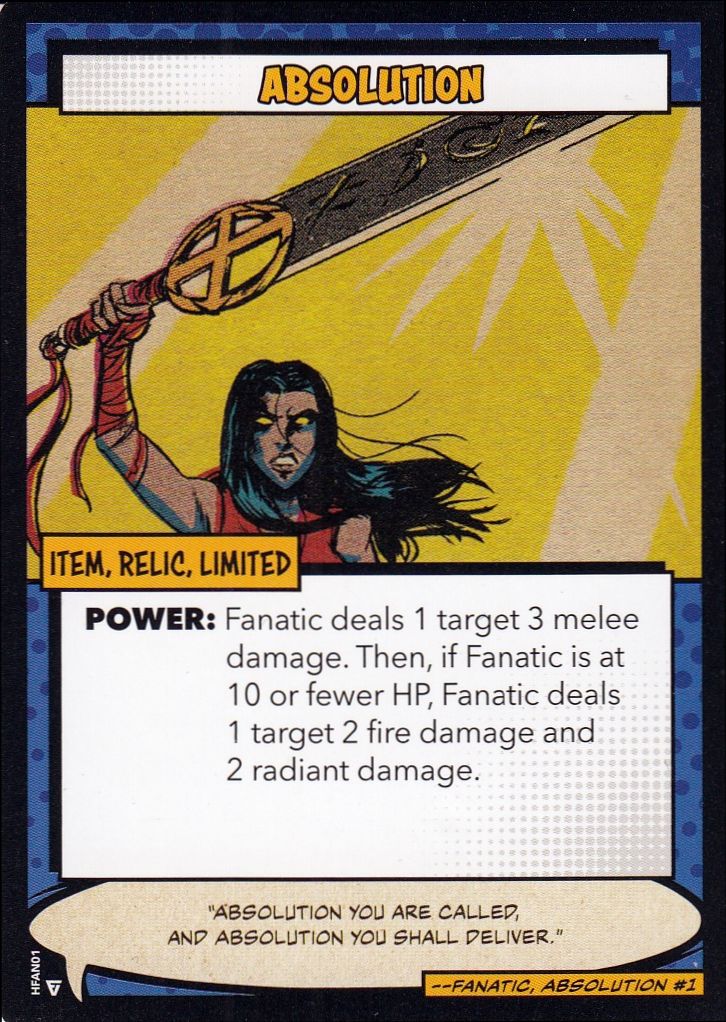 ABSOLUTION
ITEM, RELIC, LIMITED
POWER: Fanatic deals 1 target 3 melee
damage. Then, if Fanatic is at
10 or fewer HP, Fanatic deals
1 target 2 fire damage and
2 radiant damage.
"ABSOLUTION YOU ARE CALLED,
AND ABSOLUTION YOU SHALL DELIVER."
--FANATIC, ABSOLUTION #1
HFAN01